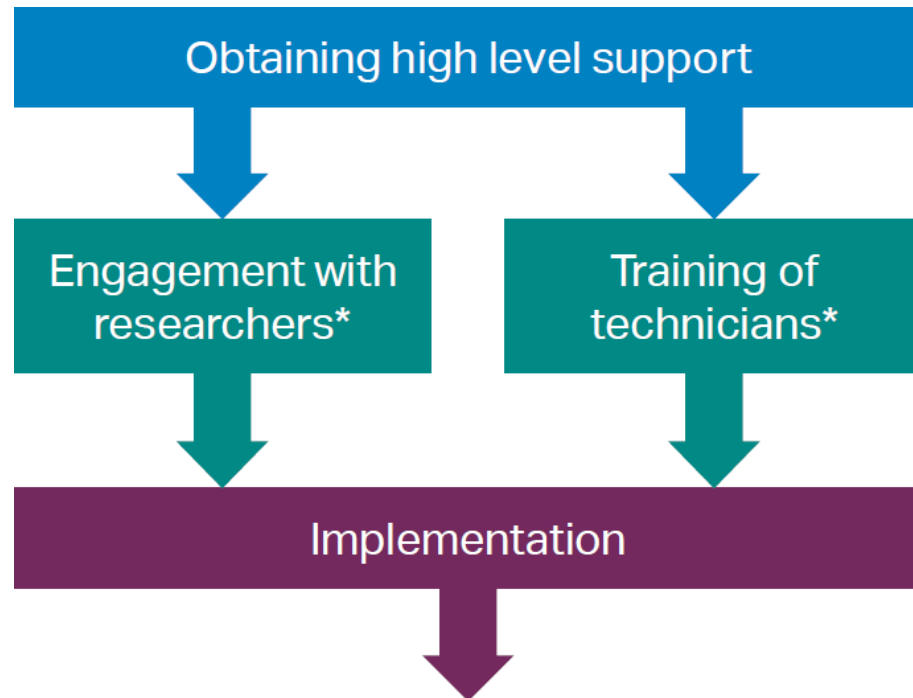 Obtaining high level support
Engagement with
researchers*
Training of
technicians*
Implementation